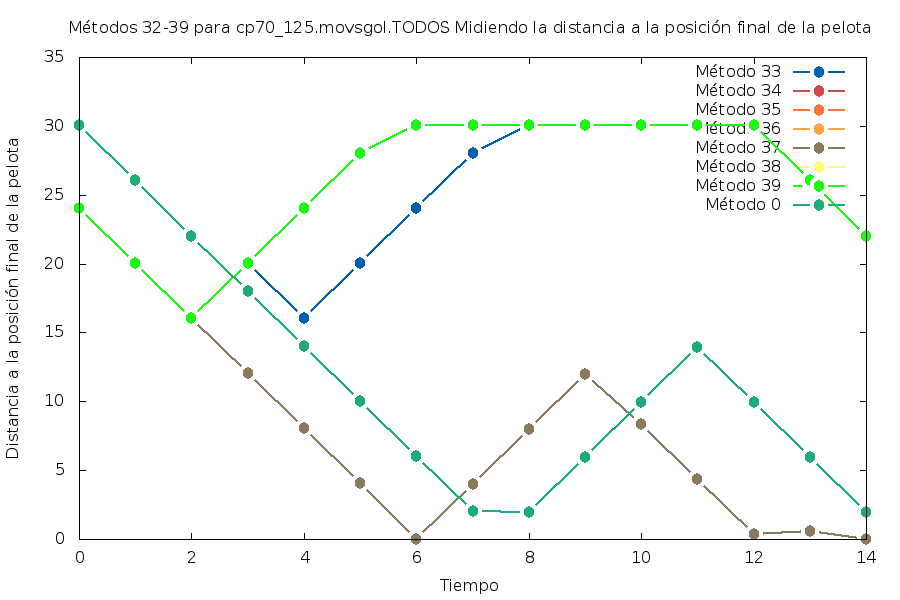 Métodos 32-39 para cp70_125.movsgol.TODOS Midiendo la distancia a la posición final de la pelota
35
30
25
20
15
10
5
0
Distancia a la posición final de la pelota
Método 33
Método 34
Método 35
36
Método 37
Método 38
Método 39
Método 0
0 2 4 6 8 10 12 14
Tiempo